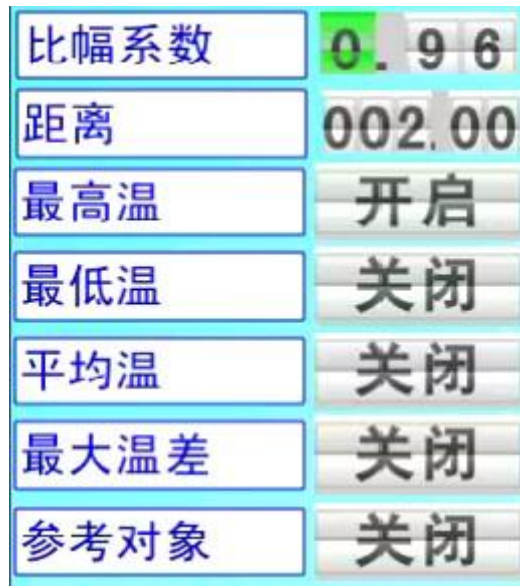 比幅系数 0.96
距离 002.00
最高温 开启
最低温 关闭
平均温 关闭
最大温差 关闭
参考对象 关闭